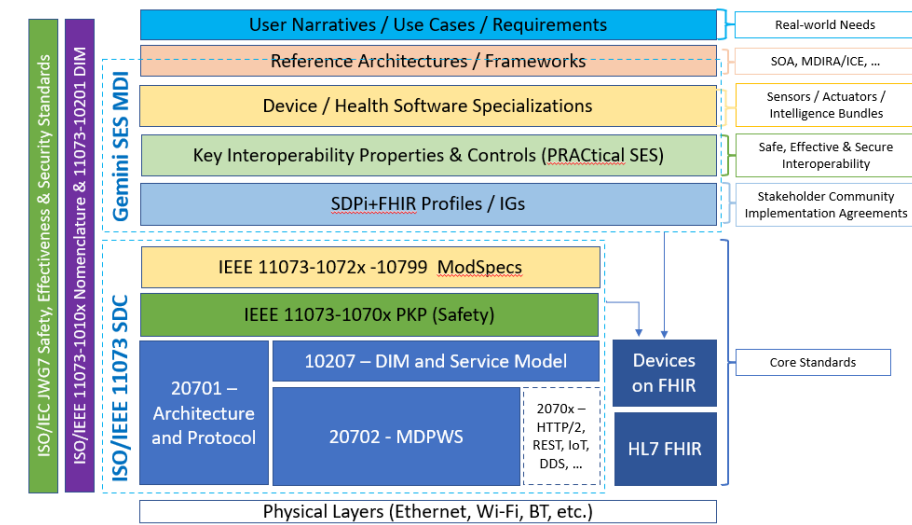 ISO/IEC JWG7 Safety, Effectiveness & Security Standards
ISO/IEEE 11073-1010x Nomenclature & 11073-10201 DIM
Gemini SES MDI
User Narratives / Use Cases / Requirements
Real-world Needs
Reference Architectures / Frameworks
SOA, MDIRA/ICE, ...
Device / Health Software Specializations
Sensors / Actuators /
Intelligence Bundles
Key Interoperability Properties & Controls (PRACtical SES)
Safe, Effective & Secure
Interoperability
SDPi+FHIR Profiles / IGs
Stakeholder Community
Implementation Agreements
ISO/IEEE 11073 SDC
IEEE 11073-1072x -10799 ModSpecs
IEEE 11073-1070x PKP (Safety)
20701 –
Architecture
and Protocol
10207 – DIM and Service Model
20702 - MDPWS
2070x –
HTTP/2,
REST, IoT,
DDS, ...
Devices
on FHIR
HL7 FHIR
Core Standards
Physical Layers (Ethernet, Wi-Fi, BT, etc.)